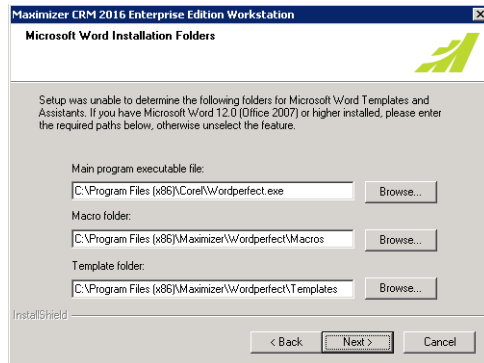 Maximizer CRM 2016 Enterprise Edition Workstation
Microsoft Word Installation Folders
Setup was unable to determine the following folders for Microsoft Word Templates and
Assistants. If you have Microsoft Word 12.0 (Office 2007) or higher installed, please enter
the required paths below, otherwise unselect the feature.
Main program executable file:
C:\Program Files (x86)\Corel\Wordperfect.exe
Browse...
Macro folder:
C:\Program Files (x86)\Maximizer\Wordperfect\Macros
Browse...
Template folder:
C:\Program Files (x86)\Maximizer\Wordperfect\Templates
Browse...
InstallShield
< Back
Next >
Cancel